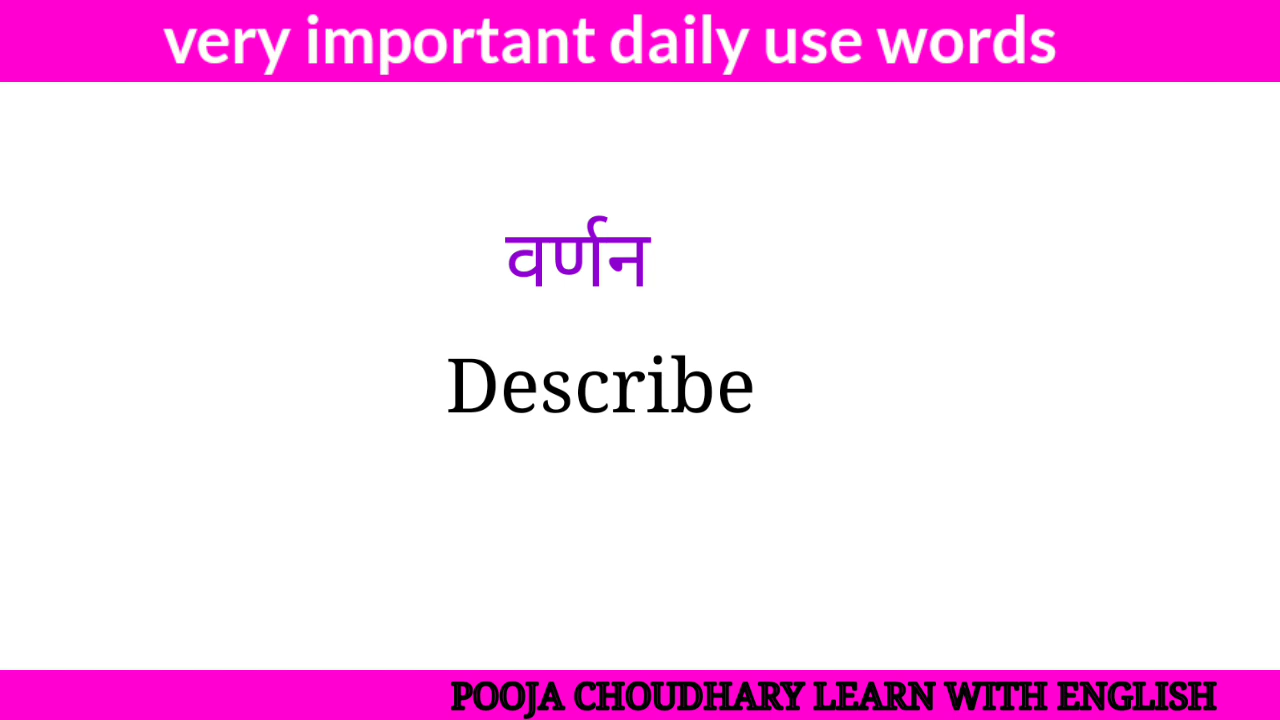 very important daily use words
वर्णन
Describe
POOJA CHOUDHARY LEARN WITH ENGLISH